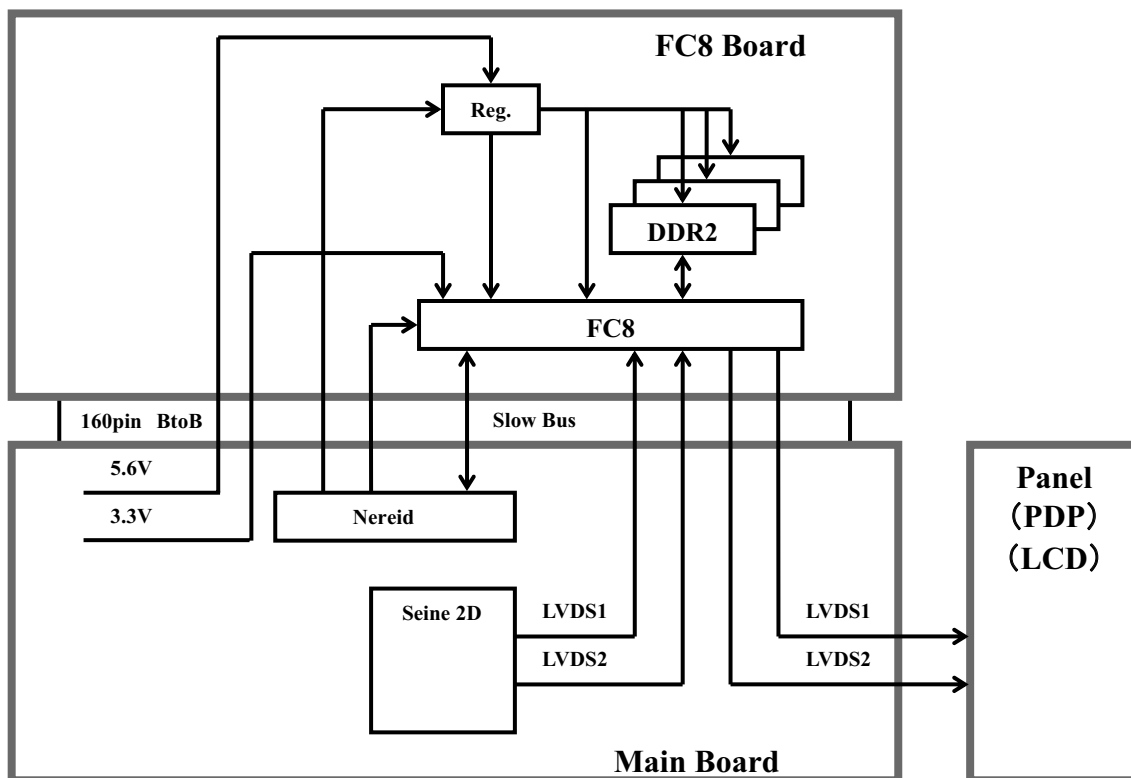 FC8 Board
Reg.
DDR2
FC8
160pin BtoB
Slow Bus
5.6V
3.3V
Nereid
Panel
（PDP）
（LCD）
Seine 2D
LVDS1
LVDS2
LVDS1
LVDS2
Main Board